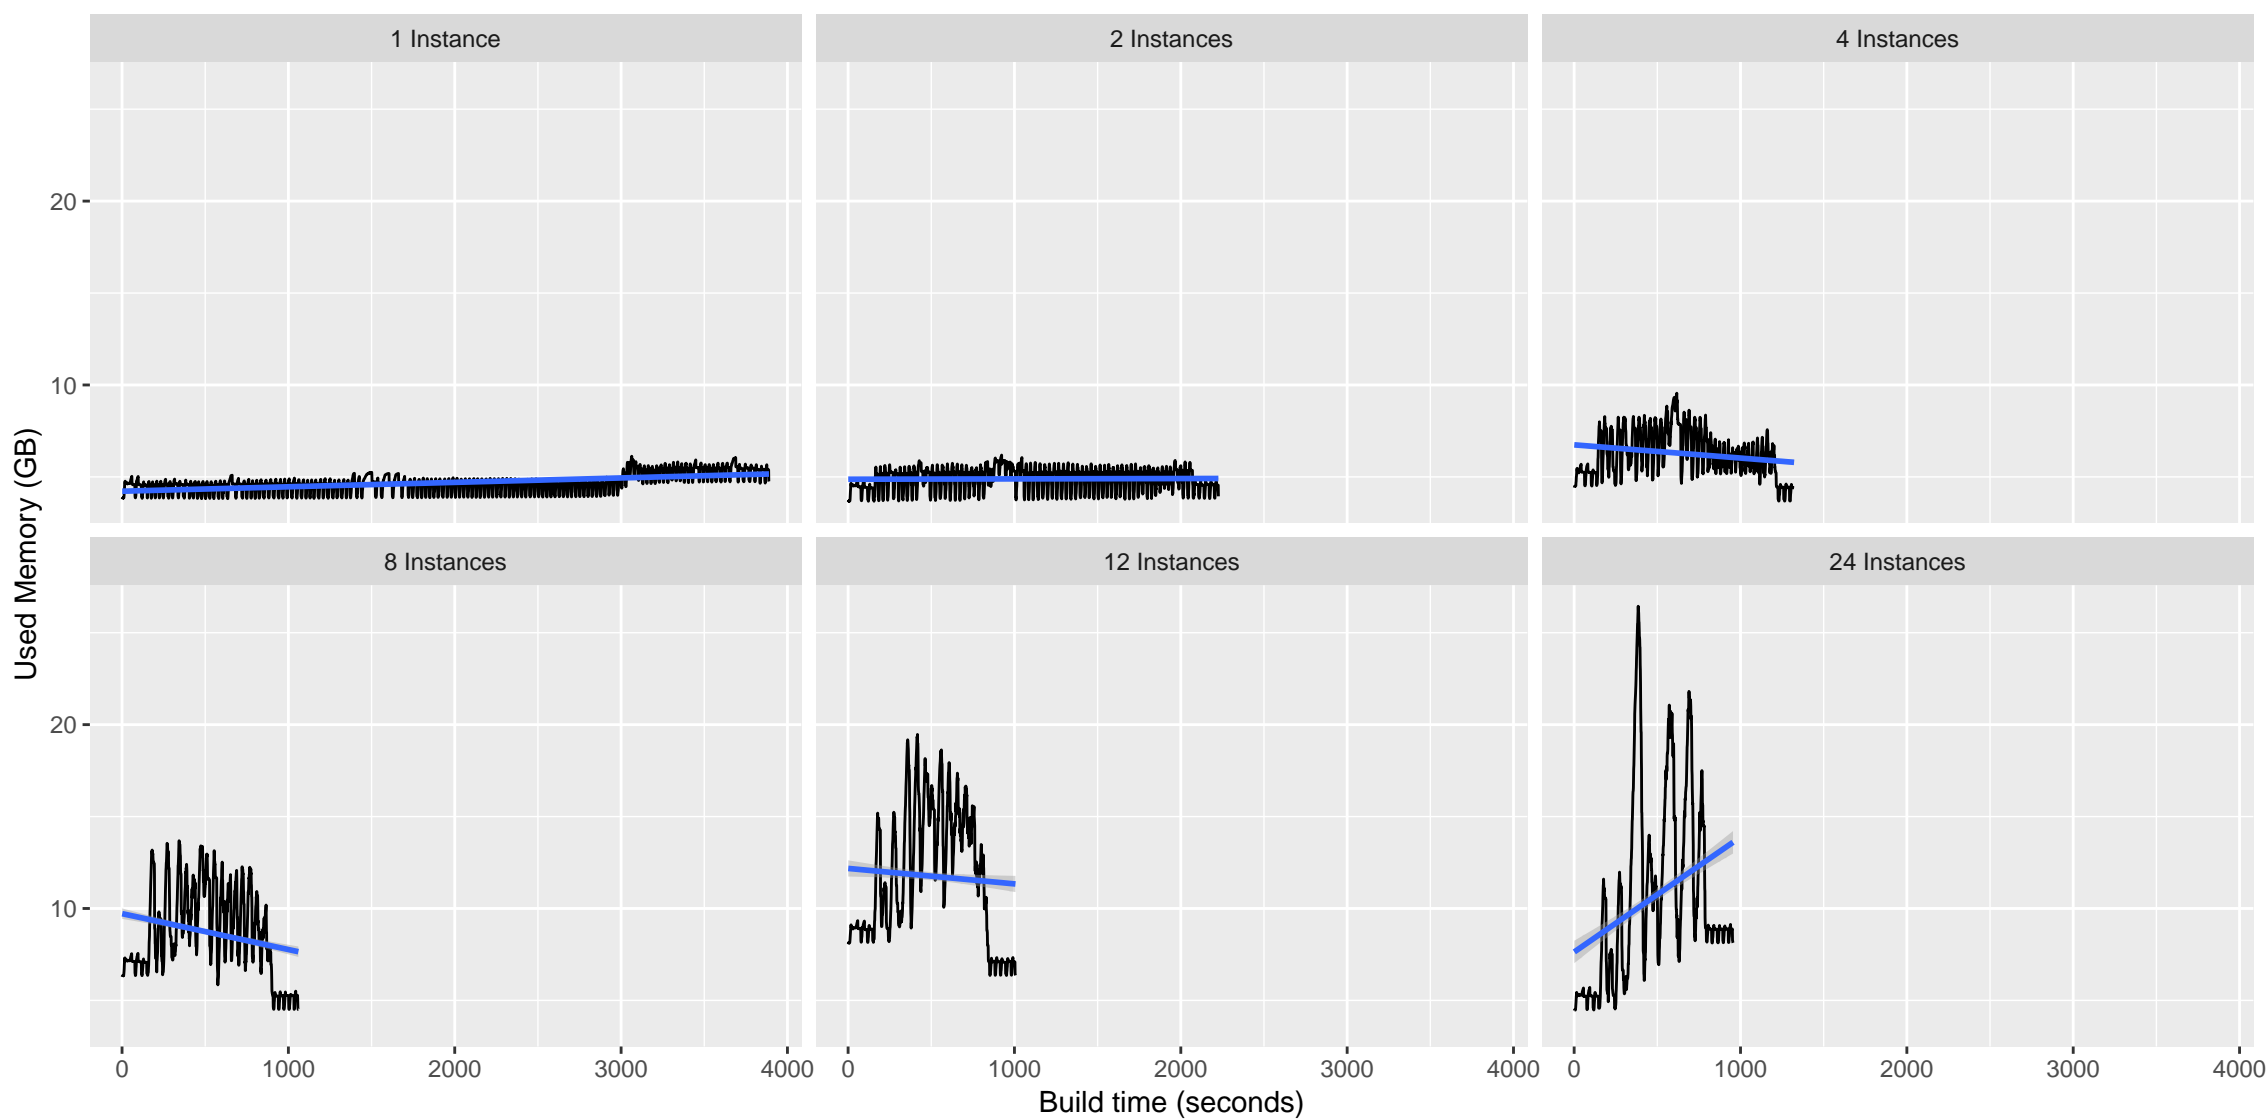 1 Instance
2 Instances
4 Instances
20
10
8 Instances
12 Instances
24 Instances
20
10
Used Memory (GB)
0 1000 2000 3000 4000 0 1000 2000 3000 4000 0 1000 2000 3000 4000
Build time (seconds)